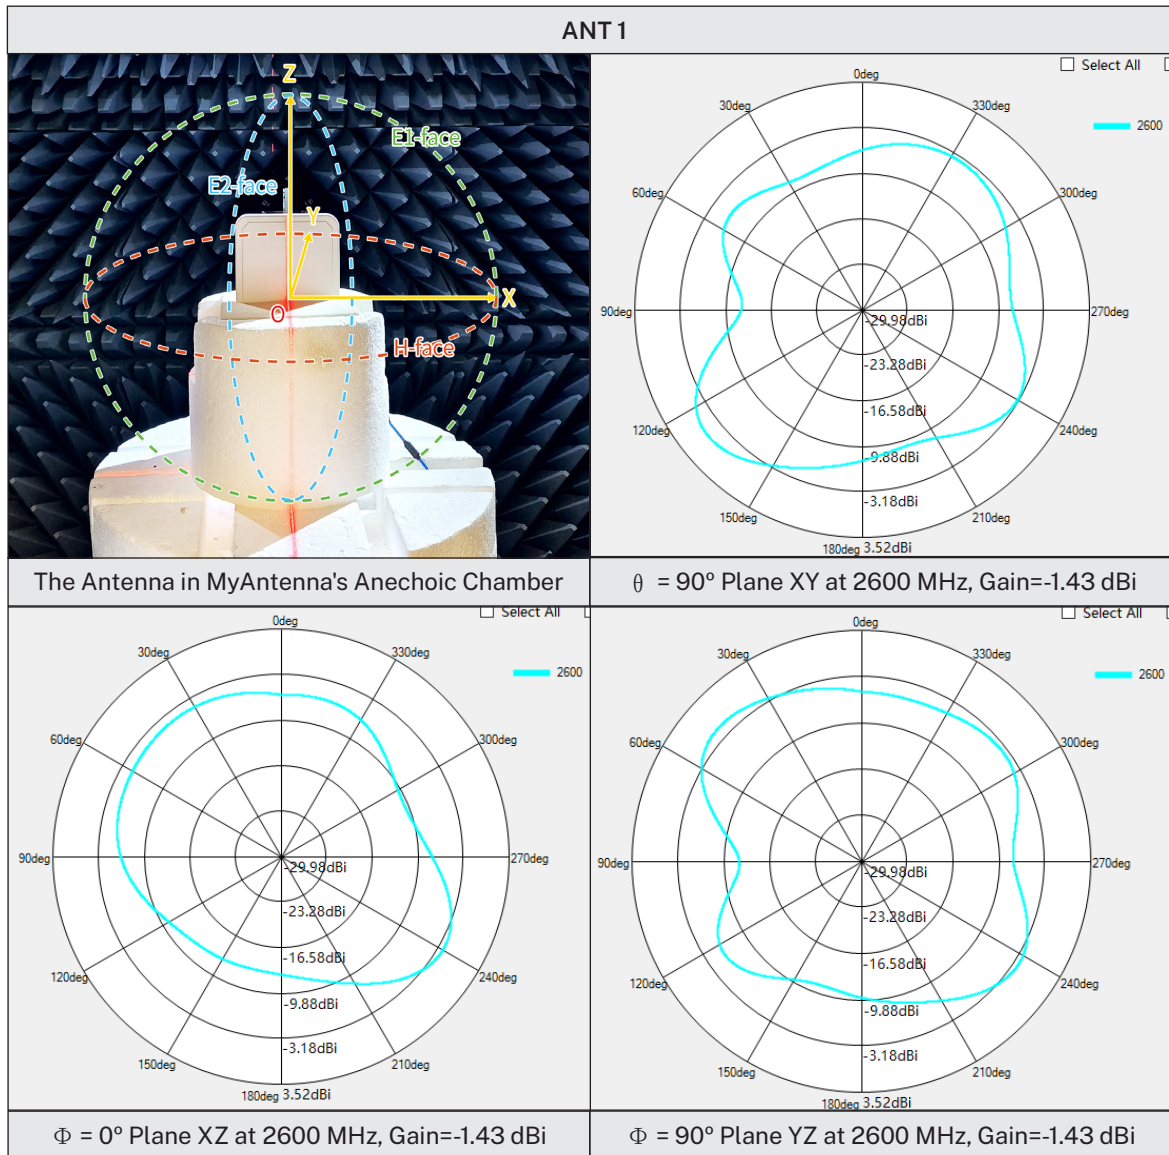 ANT 1
Z
E1-face
E2-face
Y
X
O
H-face
The Antenna in MyAntenna's Anechoic Chamber
Select All
2600
0deg
30deg
330deg
60deg
300deg
90deg
270deg
120deg
240deg
150deg
210deg
180deg
-29.98dBi
-23.28dBi
-16.58dBi
-9.88dBi
-3.18dBi
3.52dBi
θ = 90º Plane XY at 2600 MHz, Gain=-1.43 dBi
Select All
2600
0deg
30deg
330deg
60deg
300deg
90deg
270deg
120deg
240deg
150deg
210deg
180deg
-29.98dBi
-23.28dBi
-16.58dBi
-9.88dBi
-3.18dBi
3.52dBi
Φ = 0º Plane XZ at 2600 MHz, Gain=-1.43 dBi
Select All
2600
0deg
30deg
330deg
60deg
300deg
90deg
270deg
120deg
240deg
150deg
210deg
180deg
-29.98dBi
-23.28dBi
-16.58dBi
-9.88dBi
-3.18dBi
3.52dBi
Φ = 90º Plane YZ at 2600 MHz, Gain=-1.43 dBi